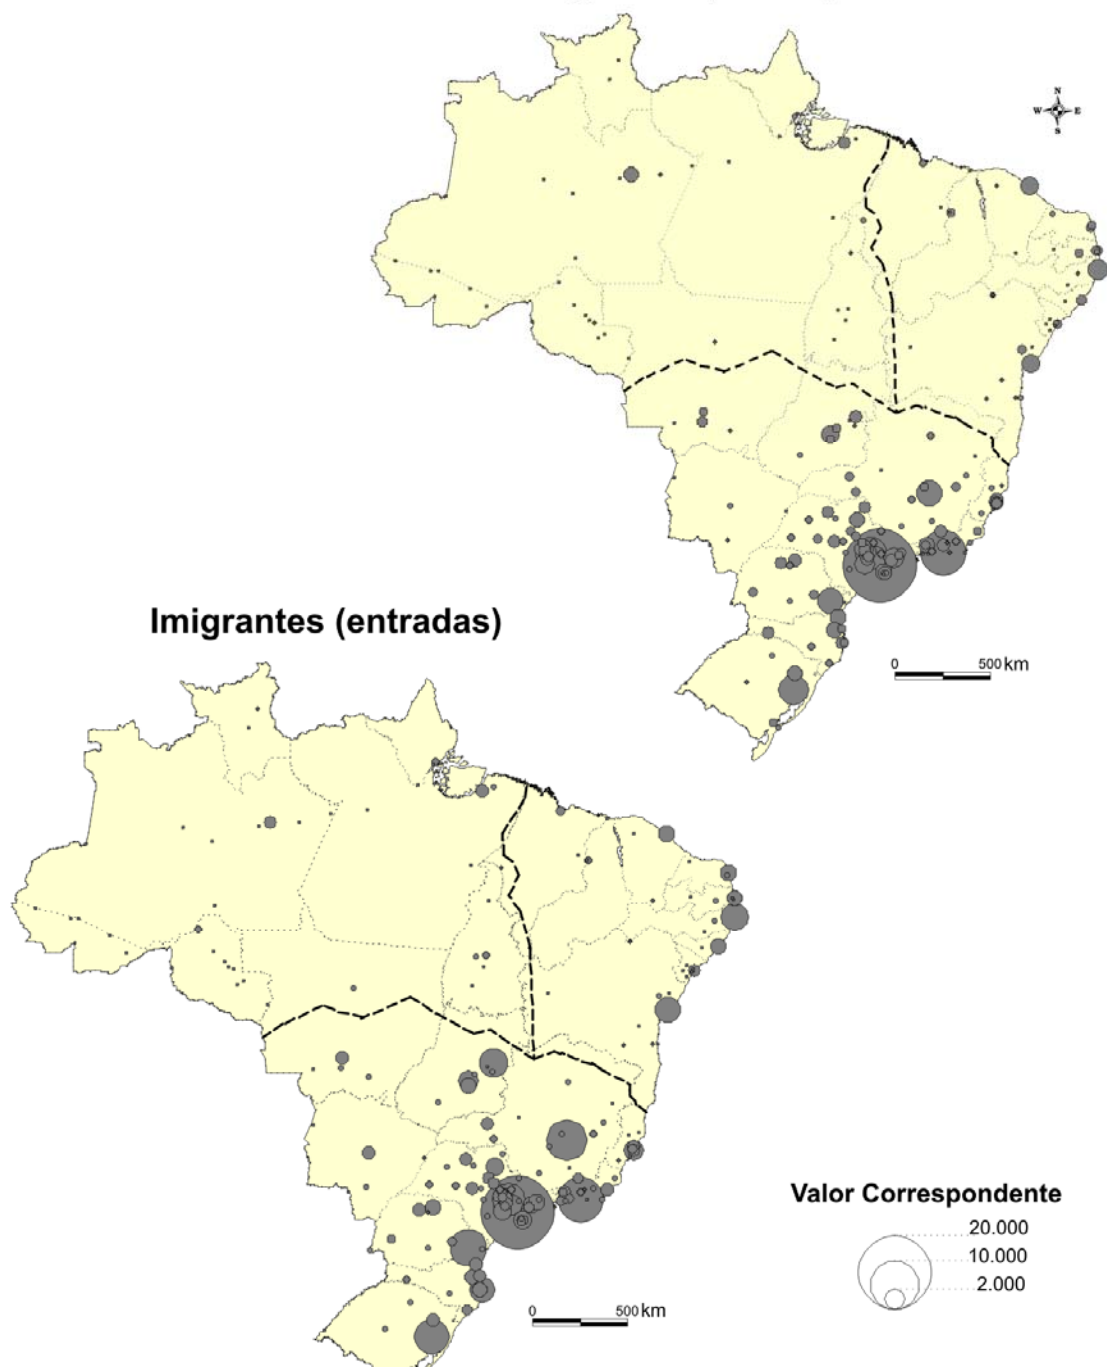 N
W E
S
Imigrantes (entradas)
0 500 km
Valor Correspondente
20.000
10.000
2.000
0 500 km